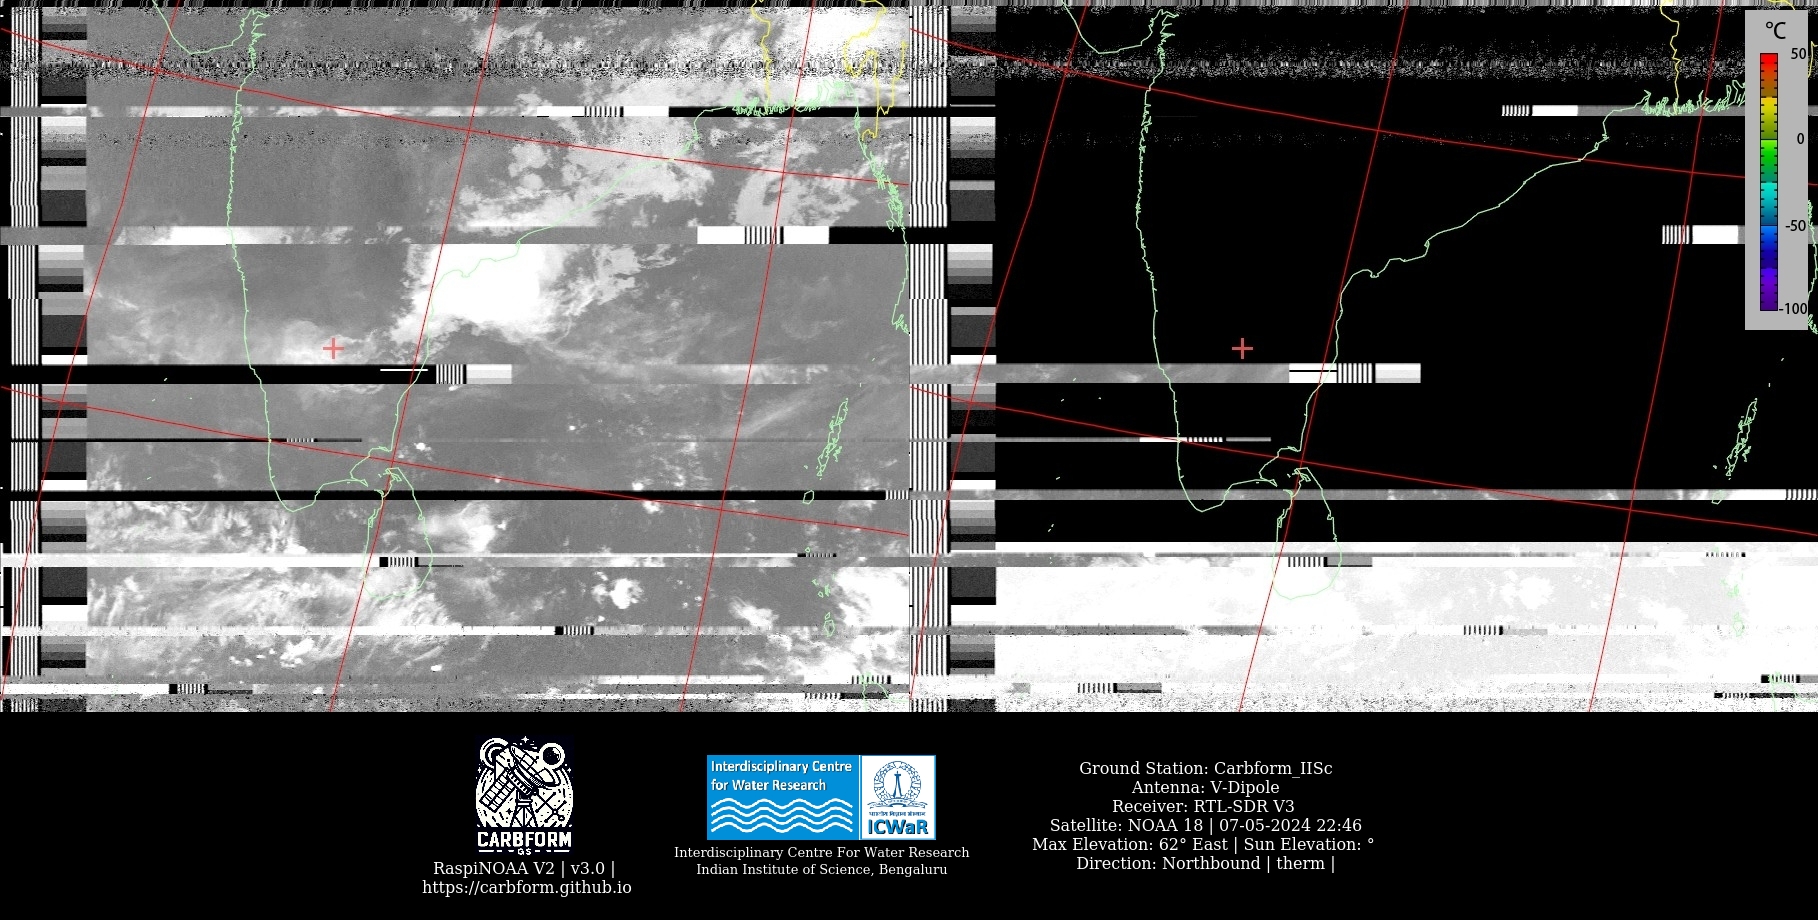 °C
50
0
-50
-100
CARBFORM
GS
RaspiNOAA V2 | v3.0 |
https://carbform.github.io
Interdisciplinary Centre
for Water Research
ICWaR
Interdisciplinary Centre For Water Research
Indian Institute of Science, Bengaluru
Ground Station: Carbform_IISc
Antenna: V-Dipole
Receiver: RTL-SDR V3
Satellite: NOAA 18 | 07-05-2024 22:46
Max Elevation: 62° East | Sun Elevation: °
Direction: Northbound | therm |